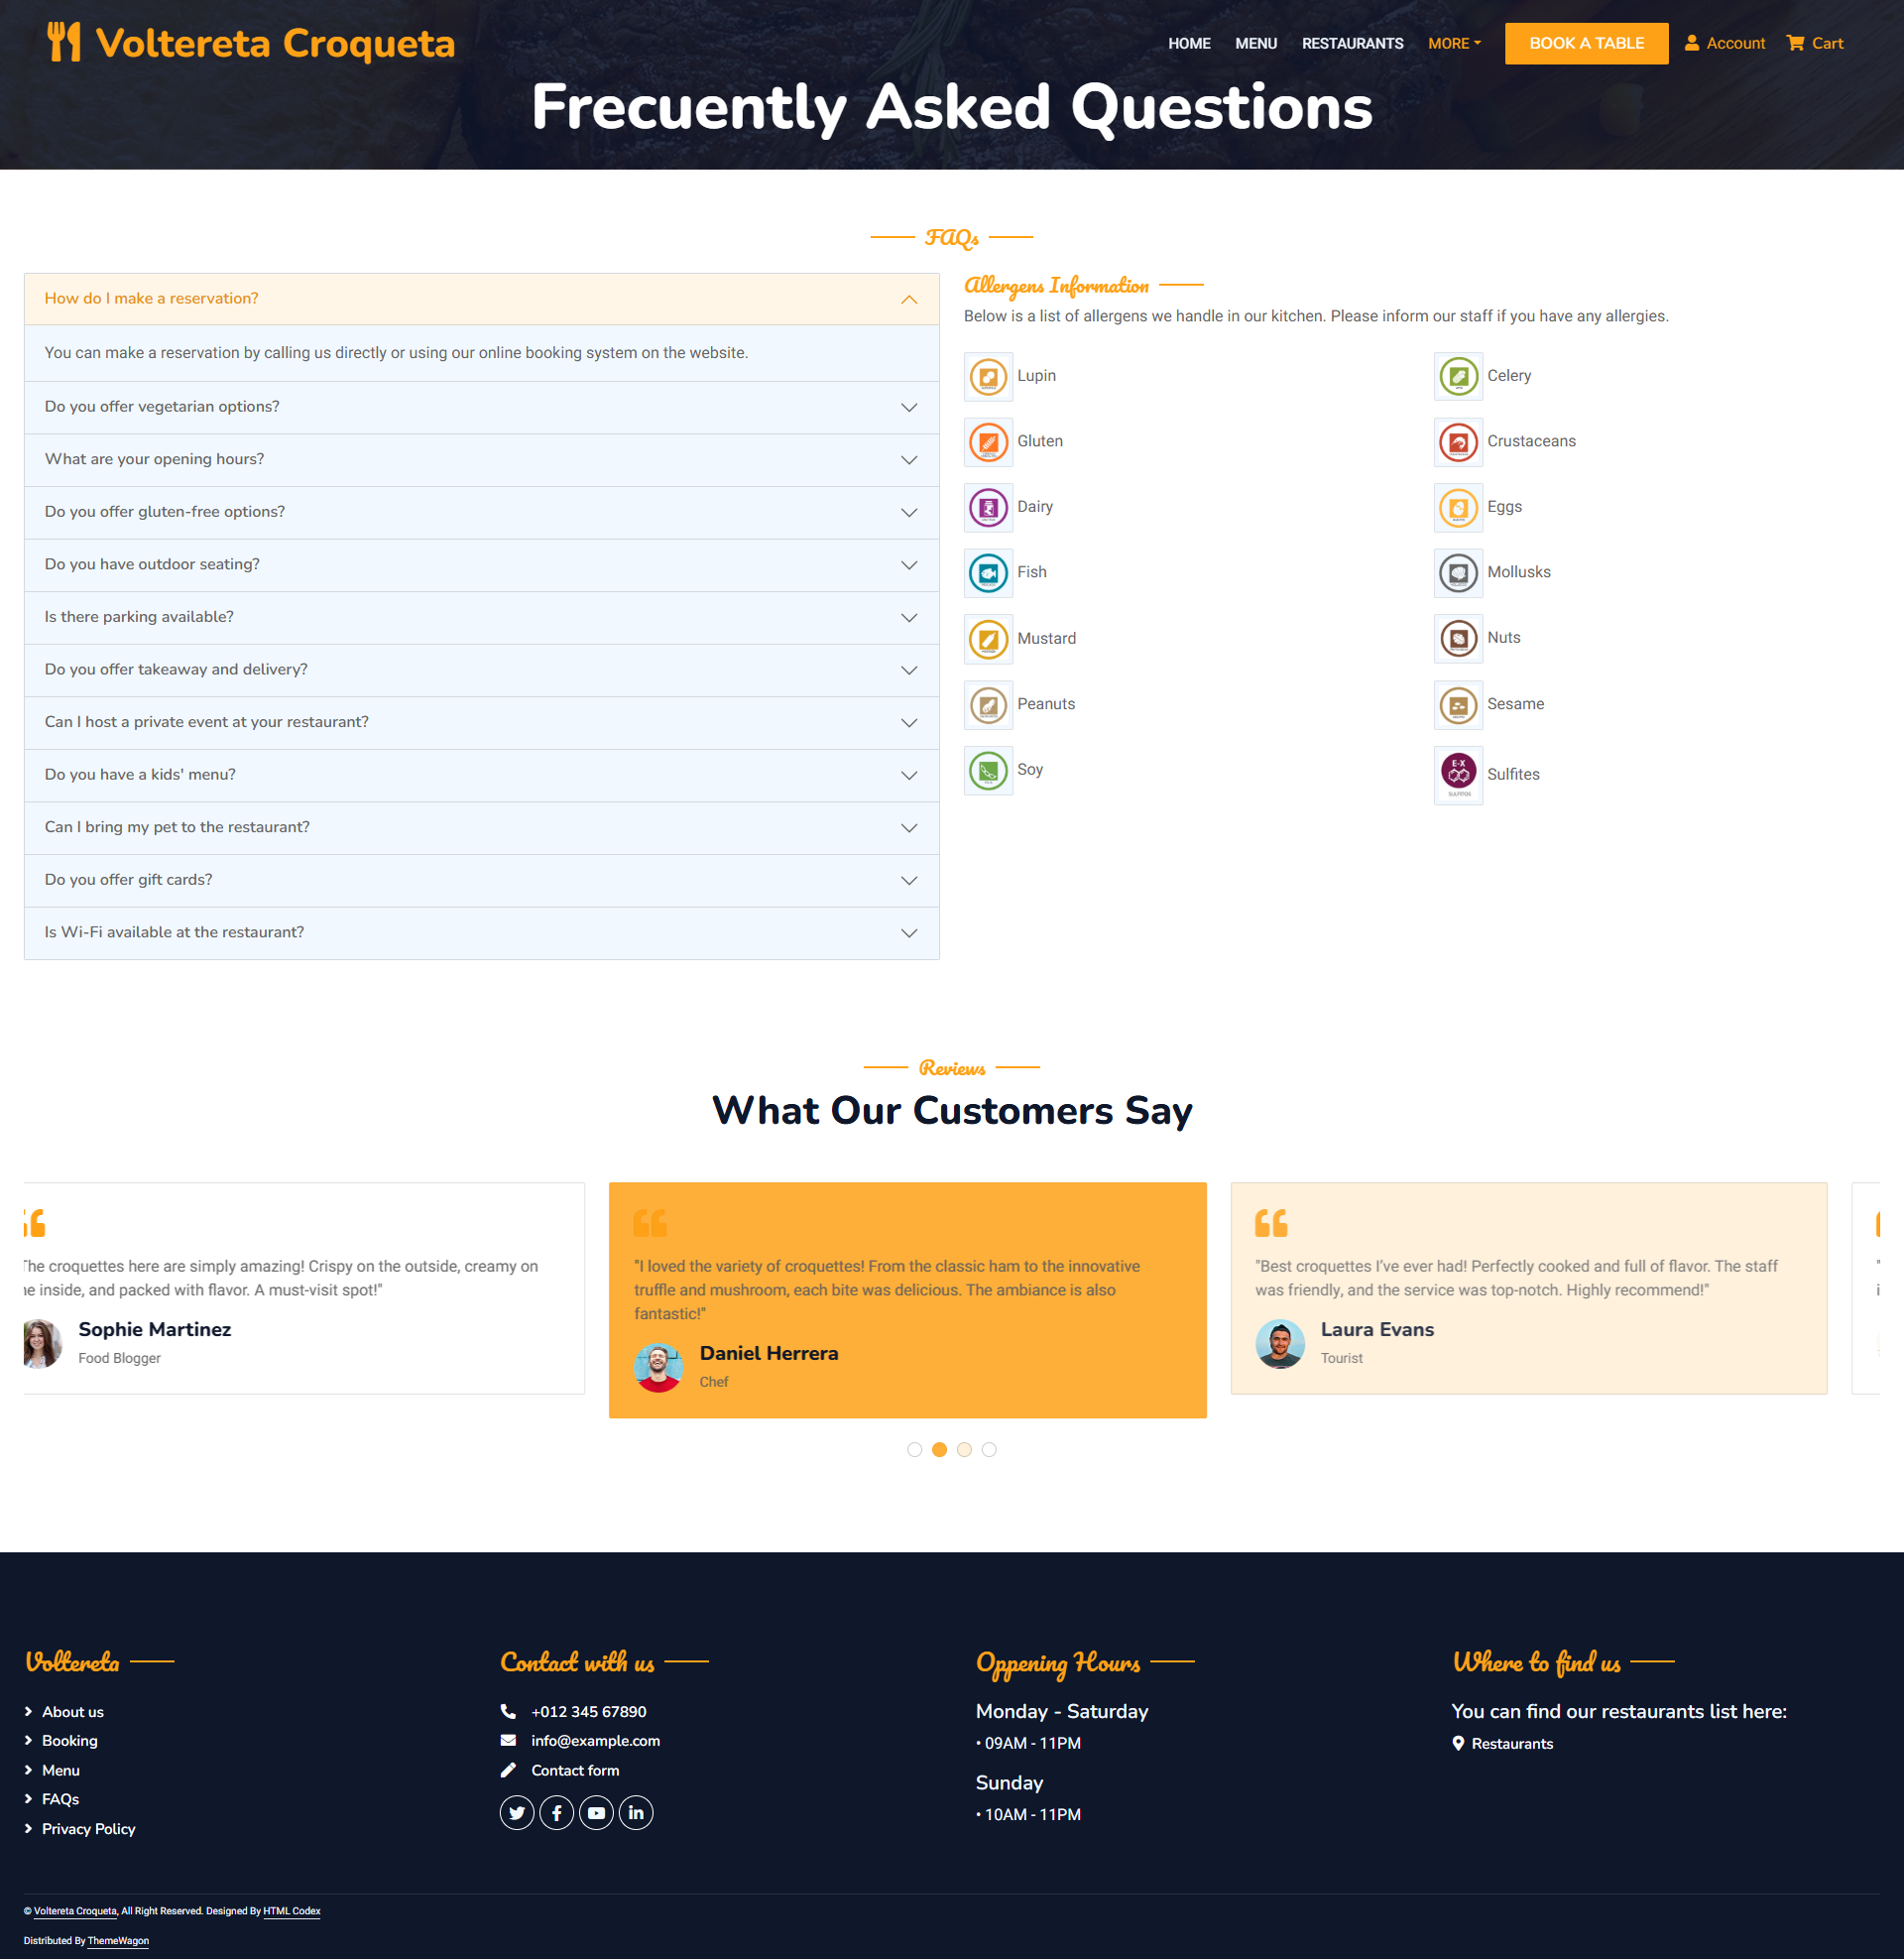 Voltereta Croqueta
HOME MENU RESTAURANTS MORE BOOK A TABLE Account Cart
Frecuently Asked Questions
FAQs
How do I make a reservation?
You can make a reservation by calling us directly or using our online booking system on the website.
Do you offer vegetarian options?
What are your opening hours?
Do you offer gluten-free options?
Do you have outdoor seating?
Is there parking available?
Do you offer takeaway and delivery?
Can I host a private event at your restaurant?
Do you have a kids' menu?
Can I bring my pet to the restaurant?
Do you offer gift cards?
Is Wi-Fi available at the restaurant?
Allergens Information
Below is a list of allergens we handle in our kitchen. Please inform our staff if you have any allergies.
Lupin
Celery
Gluten
Crustaceans
Dairy
Eggs
Fish
Mollusks
Mustard
Nuts
Peanuts
Sesame
Soy
E-X
Sulfites
Reviews
What Our Customers Say
The croquettes here are simply amazing! Crispy on the outside, creamy on
inside, and packed with flavor. A must-visit spot!"
Sophie Martinez
Food Blogger
"I loved the variety of croquettes! From the classic ham to the innovative
truffle and mushroom, each bite was delicious. The ambiance is also
fantastic!"
Daniel Herrera
Chef
"Best croquettes I've ever had! Perfectly cooked and full of flavor. The staff
was friendly, and the service was top-notch. Highly recommend!"
Laura Evans
Tourist
Voltereta
About us
Booking
Menu
FAQs
Privacy Policy
Contact with us
+012 345 67890
info@example.com
Contact form
Oppening Hours
Monday - Saturday
• 09AM - 11PM
Sunday
• 10AM - 11PM
Where to find us
You can find our restaurants list here:
Restaurants
© Voltereta Croqueta, All Right Reserved. Designed By HTML Codex
Distributed By ThemeWagon